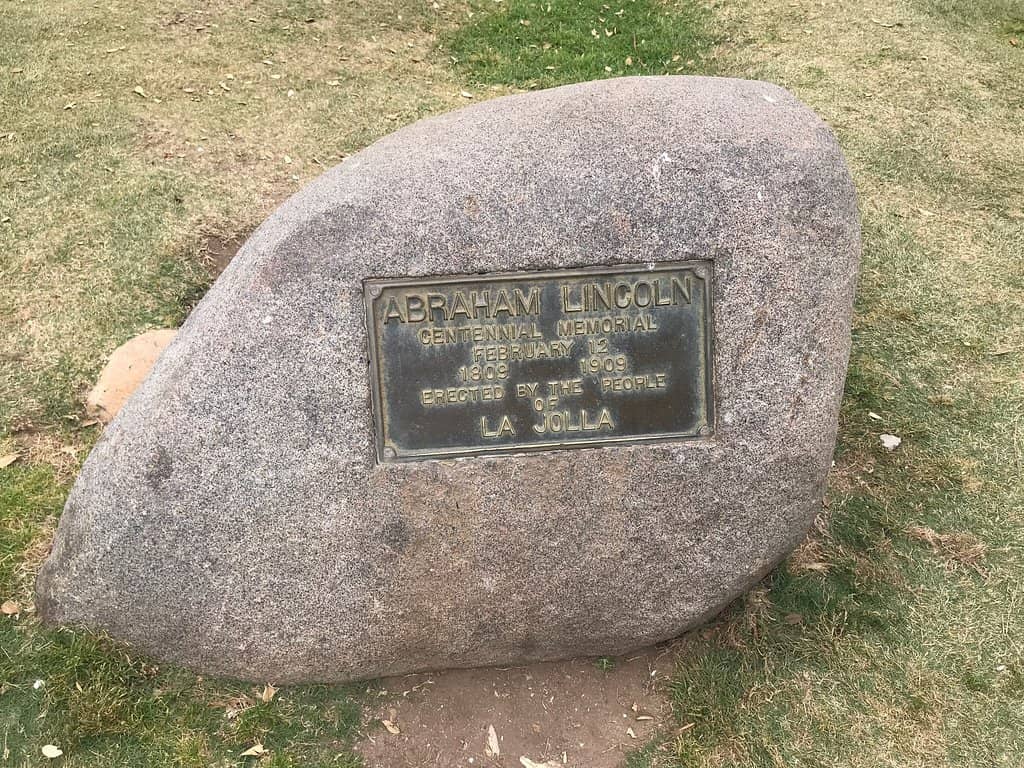 ABRAHAM LINCOLN
CENTENNIAL MEMORIAL
FEBRUARY 12
1809 1909
ERECTED BY THE PEOPLE
OF
LA JOLLA